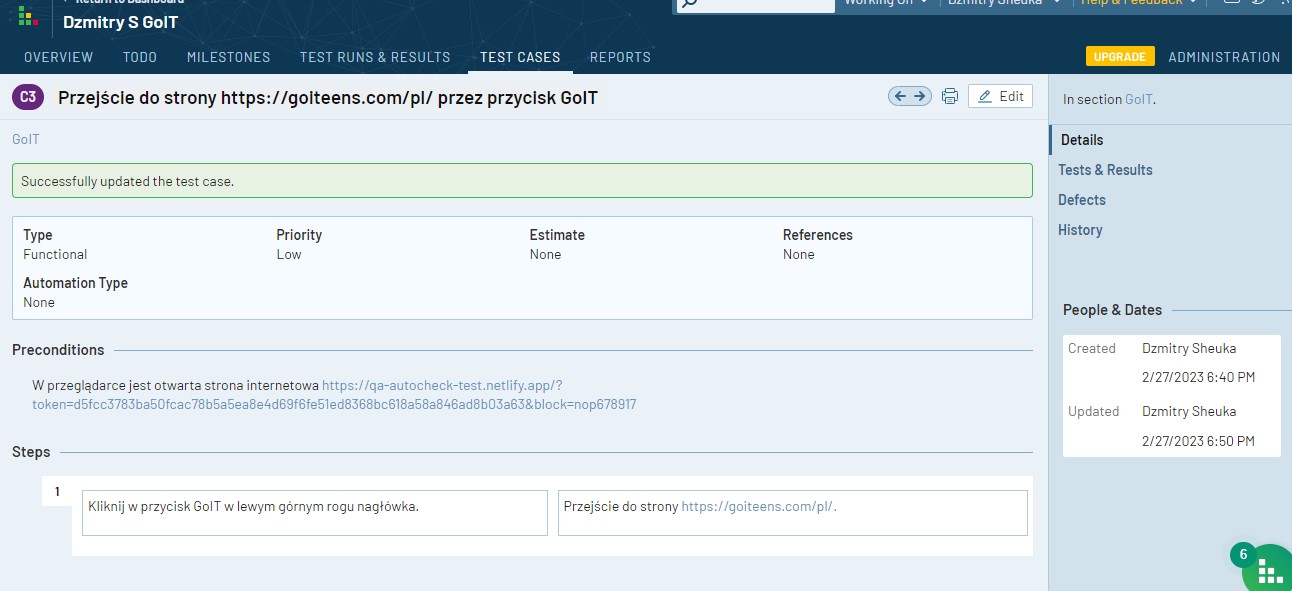 Return to Dashboard
Dzmitry S GoIT
Working On
Dzmitry Sheuka
Help & Feedback
OVERVIEW TODO MILESTONES TEST RUNS & RESULTS TEST CASES REPORTS
UPGRADE ADMINISTRATION
C3 Przejście do strony https://goiteens.com/pl/ przez przycisk GoIT
Edit
GoIT
Successfully updated the test case.
Type Priority Estimate References
Functional Low None None
Automation Type
None
Preconditions
W przeglądarce jest otwarta strona internetowa https://qa-autocheck-test.netlify.app/?
token=d5fcc3783ba50fcac78b5a5ea8e4d69f6fe51ed8368bc618a58a846ad8b03a63&block=nop678917
Steps
1
Kliknij w przycisk GoIT w lewym górnym rogu nagłówka.
Przejście do strony https://goiteens.com/pl/.
In section GoIT.
Details
Tests & Results
Defects
History
People & Dates
Created Dzmitry Sheuka
2/27/2023 6:40 PM
Updated Dzmitry Sheuka
2/27/2023 6:50 PM
6